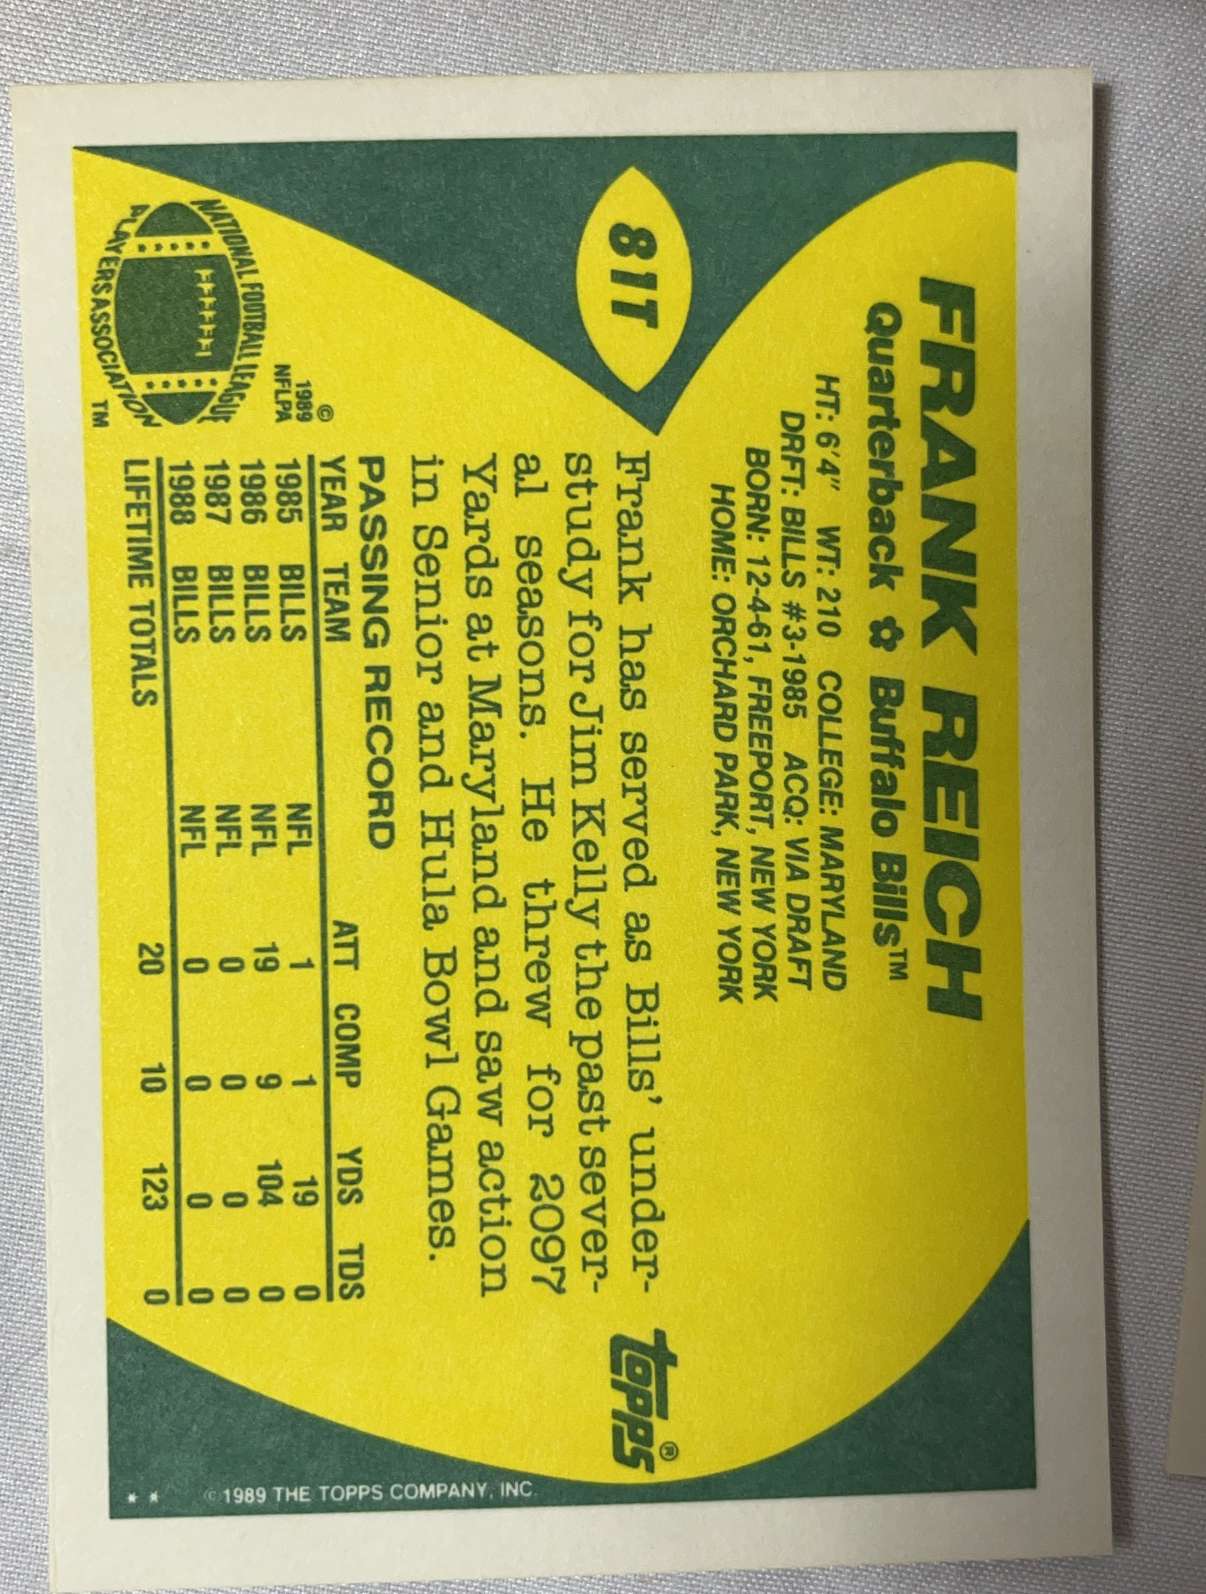 81T
FRANK REICH
Quarterback ✿ Buffalo Bills™
HT: 6'4" WT: 210 COLLEGE: MARYLAND
DRFT: BILLS #3-1985 ACQ: VIA DRAFT
BORN: 12-4-61, FREEPORT, NEW YORK
HOME: ORCHARD PARK, NEW YORK
Frank has served as Bills' under-
study for Jim Kelly the past sever-
al seasons. He threw for 2097
Yards at Maryland and saw action
in Senior and Hula Bowl Games.
topps®
PASSING RECORD
YEAR TEAM ATT COMP YDS TDS
1985 BILLS NFL 1 1 19 0
1986 BILLS NFL 19 9 104 0
1987 BILLS NFL 0 0 0 0
1988 BILLS NFL 0 0 0 0
LIFETIME TOTALS 20 10 123 0
NATIONAL FOOTBALL LEAGUE
PLAYERS ASSOCIATION TM
©
1989
NFLPA
** © 1989 THE TOPPS COMPANY, INC.